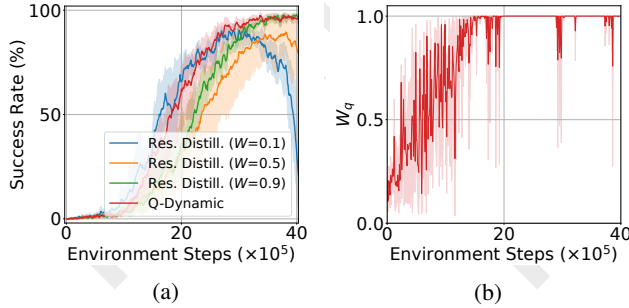 100
50
0
Success Rate (%)
Res. Distill. (W=0.1)
Res. Distill. (W=0.5)
Res. Distill. (W=0.9)
Q-Dynamic
0
20
40
Environment Steps (×10⁵)
(a)
1.0
0.5
0.0
W_q
0
20
40
Environment Steps (×10⁵)
(b)